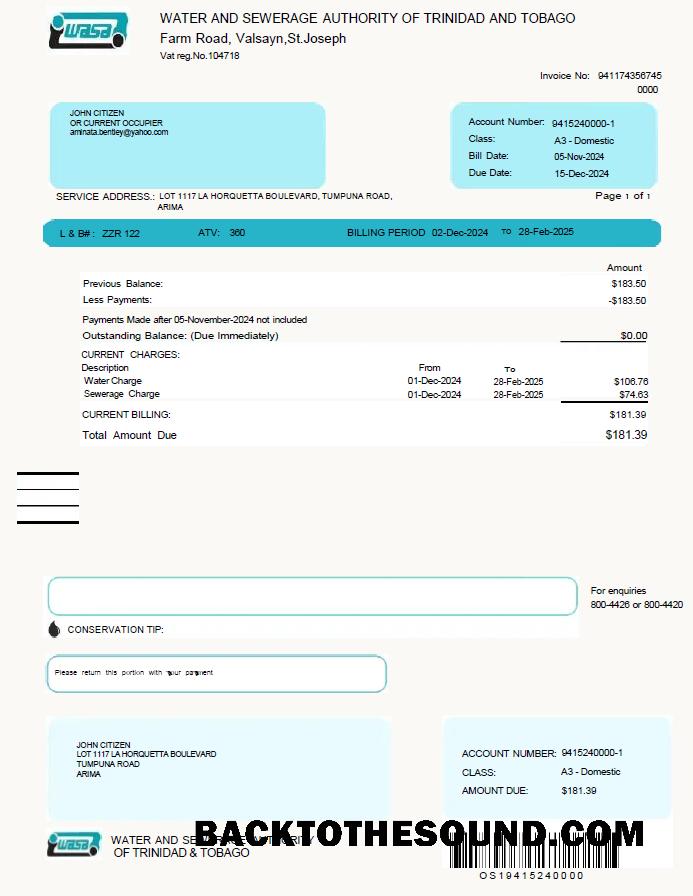 wasa
WATER AND SEWERAGE AUTHORITY OF TRINIDAD AND TOBAGO
Farm Road, Valsayn,St.Joseph
Vat reg.No.104718
Invoice No: 941174356745
0000
JOHN CITIZEN
OR CURRENT OCCUPIER
aminata.bentley@yahoo.com
Account Number: 9415240000-1
Class: A3 - Domestic
Bill Date: 05-Nov-2024
Due Date: 15-Dec-2024
SERVICE ADDRESS.: LOT 1117 LA HORQUETTA BOULEVARD, TUMPUNA ROAD,
ARIMA
Page 1 of 1
L & B# : ZZR 122 ATV: 360 BILLING PERIOD 02-Dec-2024 TO 28-Feb-2025
Amount
Previous Balance: $183.50
Less Payments: -$183.50
Payments Made after 05-November-2024 not included
Outstanding Balance: (Due Immediately) $0.00
CURRENT CHARGES:
Description From To
Water Charge 01-Dec-2024 28-Feb-2025 $106.76
Sewerage Charge 01-Dec-2024 28-Feb-2025 $74.63
CURRENT BILLING: $181.39
Total Amount Due $181.39
For enquiries
800-4426 or 800-4420
CONSERVATION TIP:
Please return this portion with your payment
JOHN CITIZEN
LOT 1117 LA HORQUETTA BOULEVARD
TUMPUNA ROAD
ARIMA
ACCOUNT NUMBER: 9415240000-1
CLASS: A3 - Domestic
AMOUNT DUE: $181.39
BACKTOTHESOUND.COM
wasa
WATER AND SEWERAGE AUTHORITY
OF TRINIDAD & TOBAGO
OS19415240000